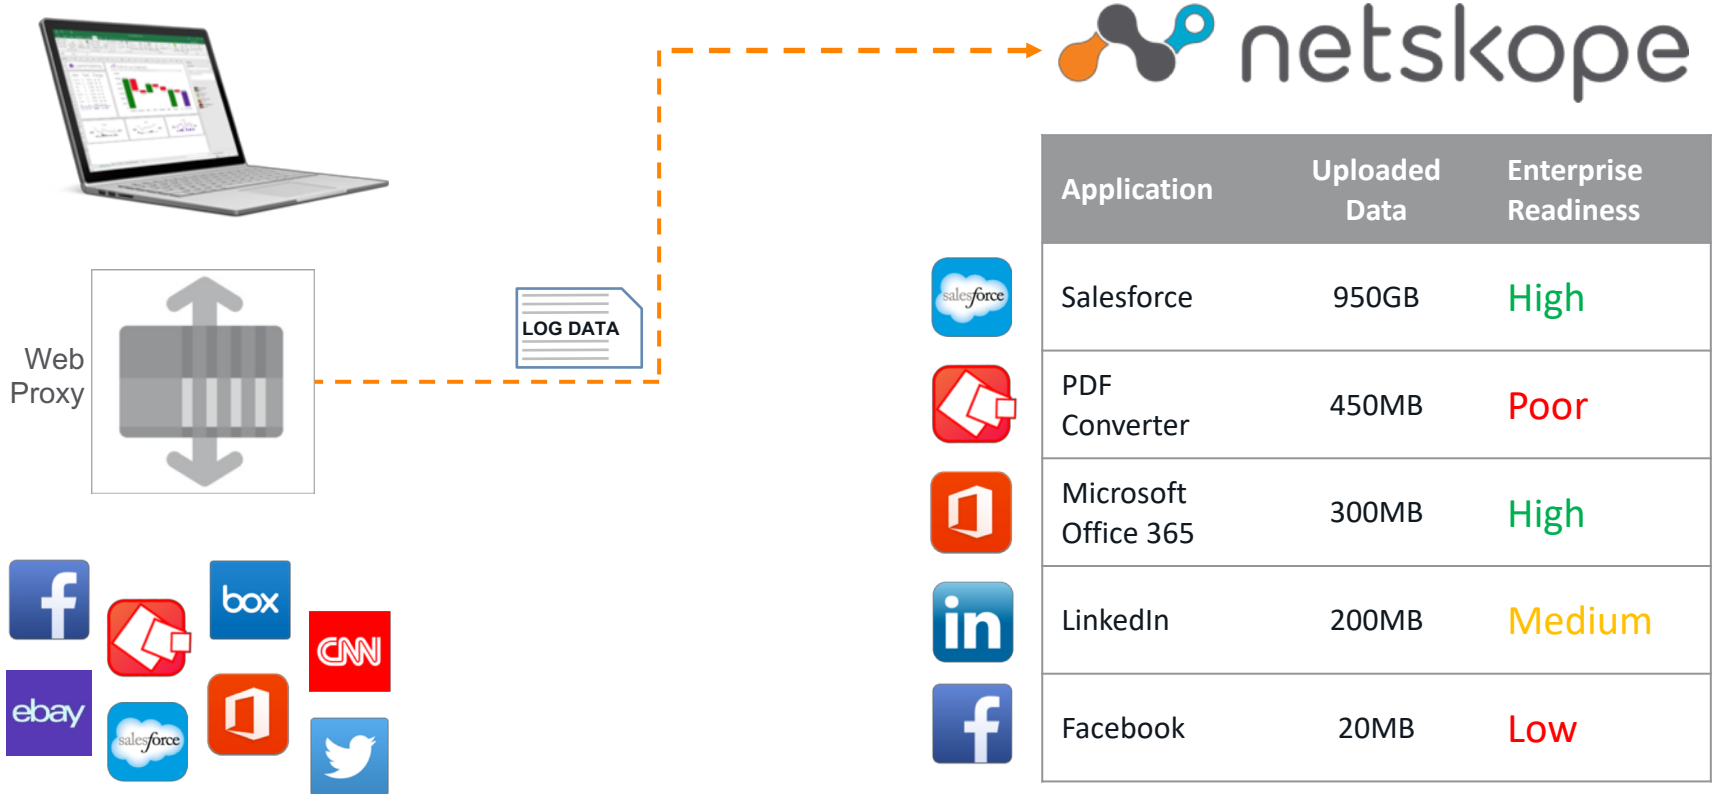 netskope
Application
Uploaded
Data
Enterprise
Readiness
salesforce
Salesforce
950GB
High
LOG DATA
Web
Proxy
PDF
Converter
450MB
Poor
Microsoft
Office 365
300MB
High
f
box
CNN
in
LinkedIn
200MB
Medium
ebay
salesforce
f
Facebook
20MB
Low